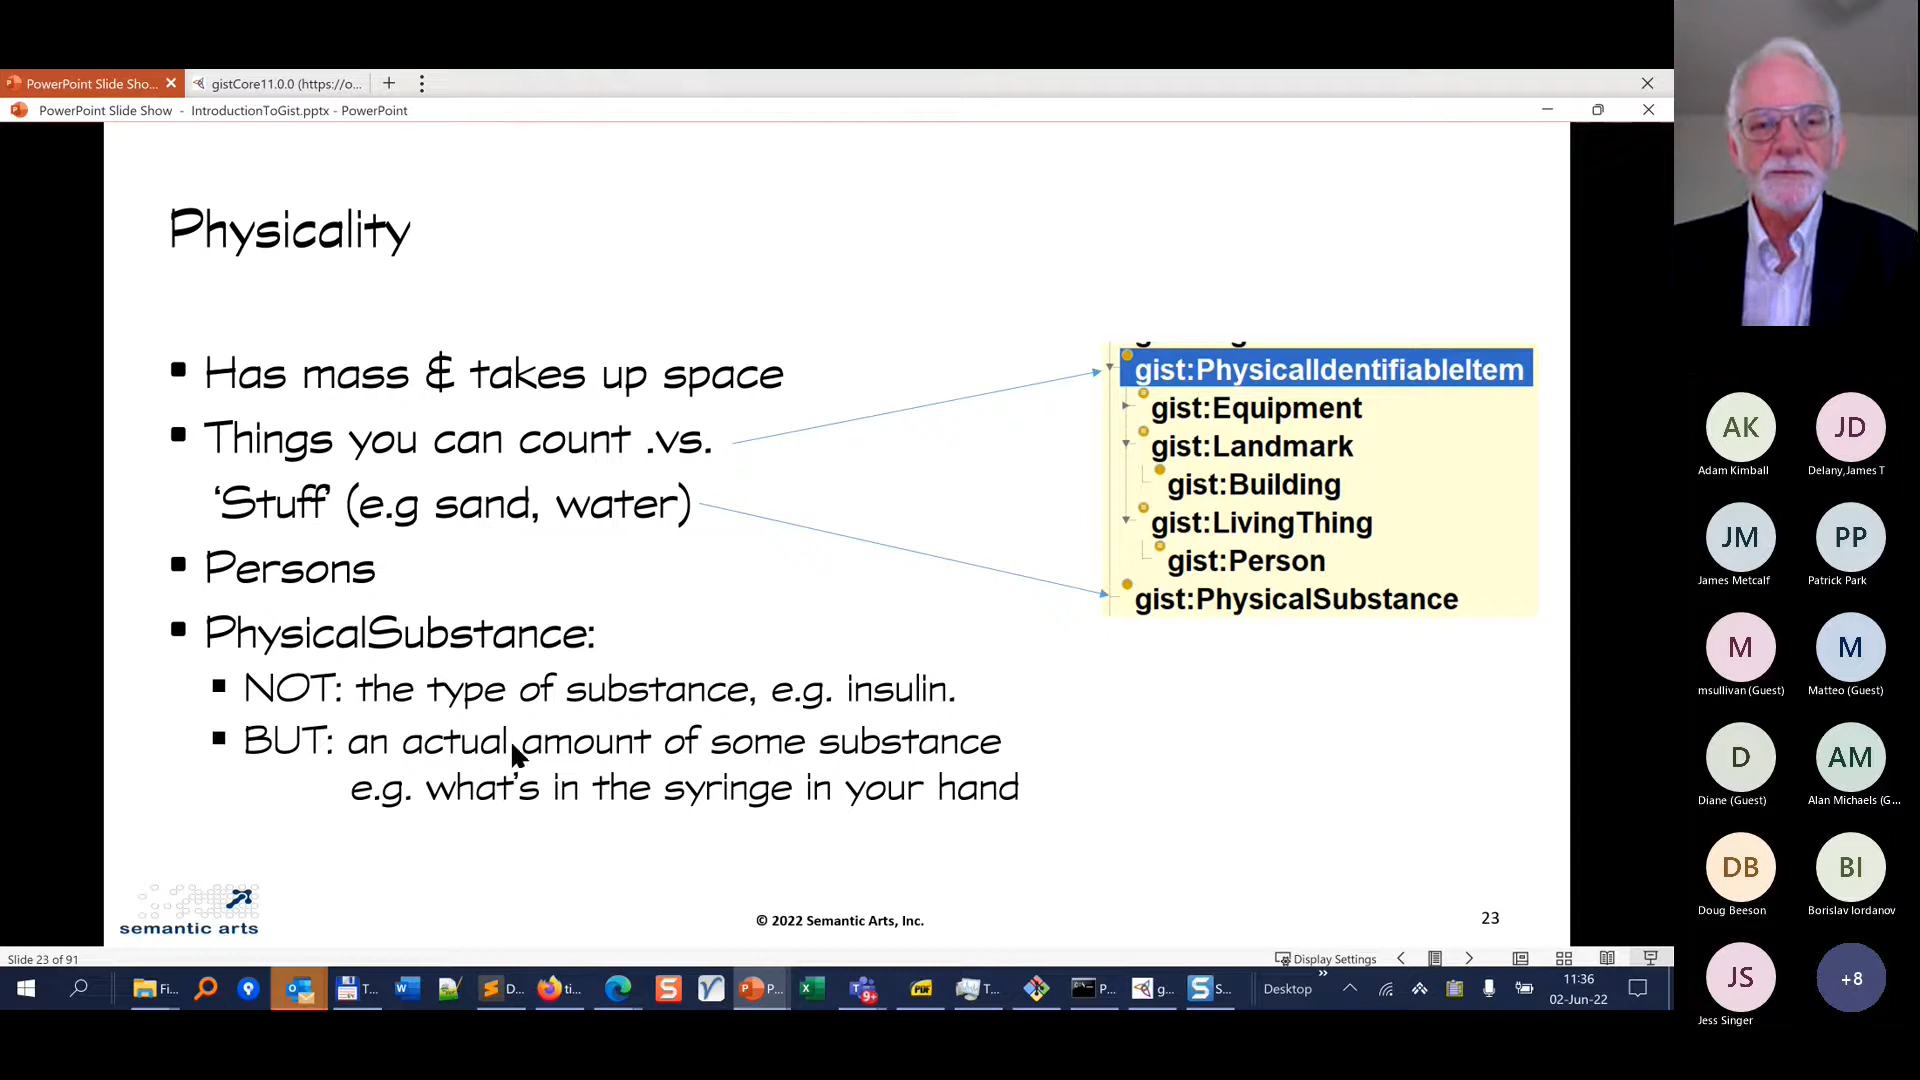 PowerPoint Slide Sho...
gistCore11.0.0 (https://o...
PowerPoint Slide Show - IntroductionToGist.pptx - PowerPoint
Physicality
Has mass & takes up space
Things you can count .vs.
‘Stuff’ (e.g sand, water)
Persons
PhysicalSubstance:
NOT: the type of substance, e.g. insulin.
BUT: an actual amount of some substance
e.g. what's in the syringe in your hand
gist:PhysicalIdentifiableItem
gist:Equipment
gist:Landmark
gist:Building
gist:LivingThing
gist:Person
gist:PhysicalSubstance
semantic arts
© 2022 Semantic Arts, Inc.
23
Slide 23 of 91
Display Settings
Fi...
T...
D...
ti...
P...
9+
PDF
T...
P...
g...
S...
Desktop
11:36
02-Jun-22
AK
Adam Kimball
JD
Delany,James T
JM
James Metcalf
PP
Patrick Park
M
msullivan (Guest)
M
Matteo (Guest)
D
Diane (Guest)
AM
Alan Michaels (G...
DB
Doug Beeson
BI
Borislav Iordanov
JS
Jess Singer
+8